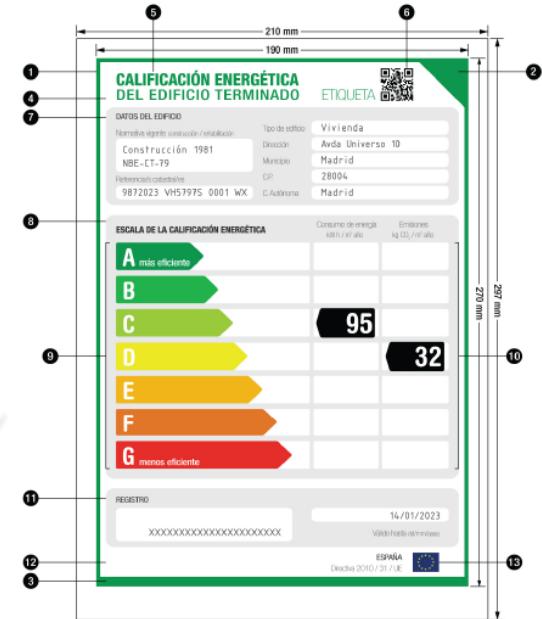 210 mm
190 mm
5
6
1
2
CALIFICACIÓN ENERGÉTICA
DEL EDIFICIO TERMINADO
ETIQUETA
4
7
DATOS DEL EDIFICIO
Normativa vigente construcción / rehabilitación
Construcción 1981
NBE-CT-79
Referencia/s catastral/es
9872023 VH5797S 0001 WX
Tipo de edificio
Vivienda
Dirección
Avda Universo 10
Municipio
Madrid
C.P.
28004
C. Autónoma
Madrid
8
ESCALA DE LA CALIFICACIÓN ENERGÉTICA
Consumo de energía
kW h / m² año
Emisiones
kg CO₂ / m² año
A más eficiente
B
C
95
D
32
E
F
G menos eficiente
9
10
270 mm
297 mm
11
REGISTRO
XXXXXXXXXXXXXXXXXXXXXX
14/01/2023
Válido hasta dd/mm/aaaa
12
ESPAÑA
Directiva 2010 / 31 / UE
13
3